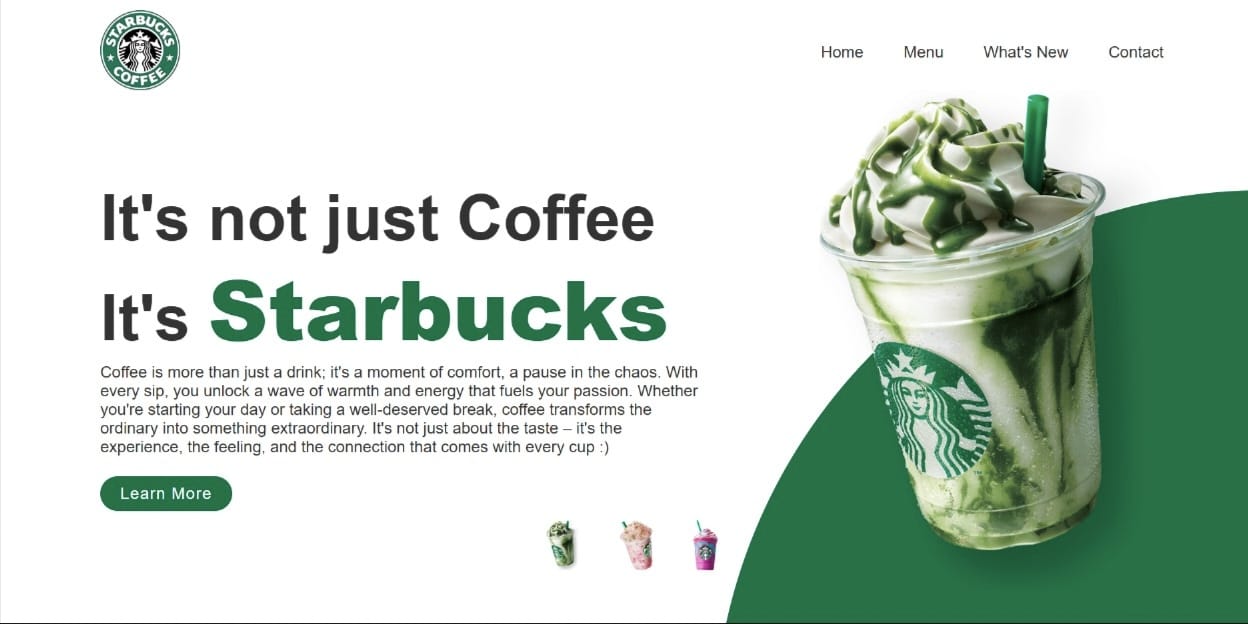 STARBUCKS
COFFEE
Home Menu What's New Contact
It's not just Coffee
It's Starbucks
Coffee is more than just a drink; it's a moment of comfort, a pause in the chaos. With
every sip, you unlock a wave of warmth and energy that fuels your passion. Whether
you're starting your day or taking a well-deserved break, coffee transforms the
ordinary into something extraordinary. It's not just about the taste – it's the
experience, the feeling, and the connection that comes with every cup :)
Learn More